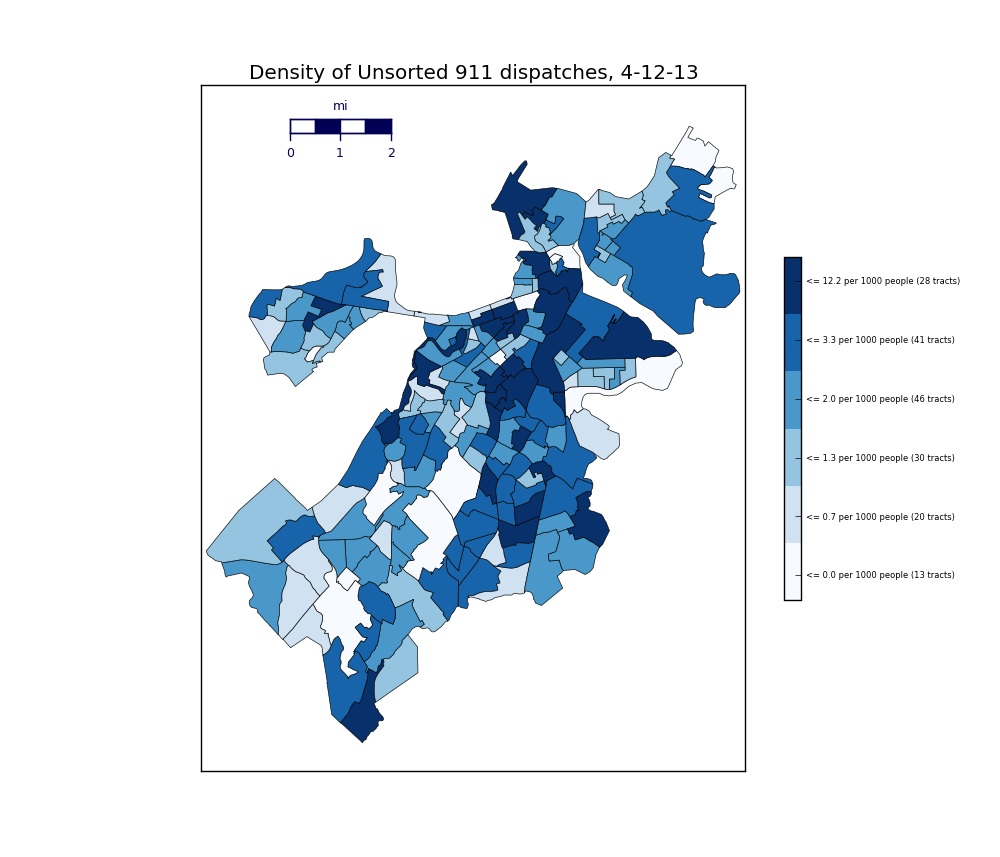 Density of Unsorted 911 dispatches, 4-12-13
mi
0 1 2
<= 12.2 per 1000 people (28 tracts)
<= 3.3 per 1000 people (41 tracts)
<= 2.0 per 1000 people (46 tracts)
<= 1.3 per 1000 people (30 tracts)
<= 0.7 per 1000 people (20 tracts)
<= 0.0 per 1000 people (13 tracts)